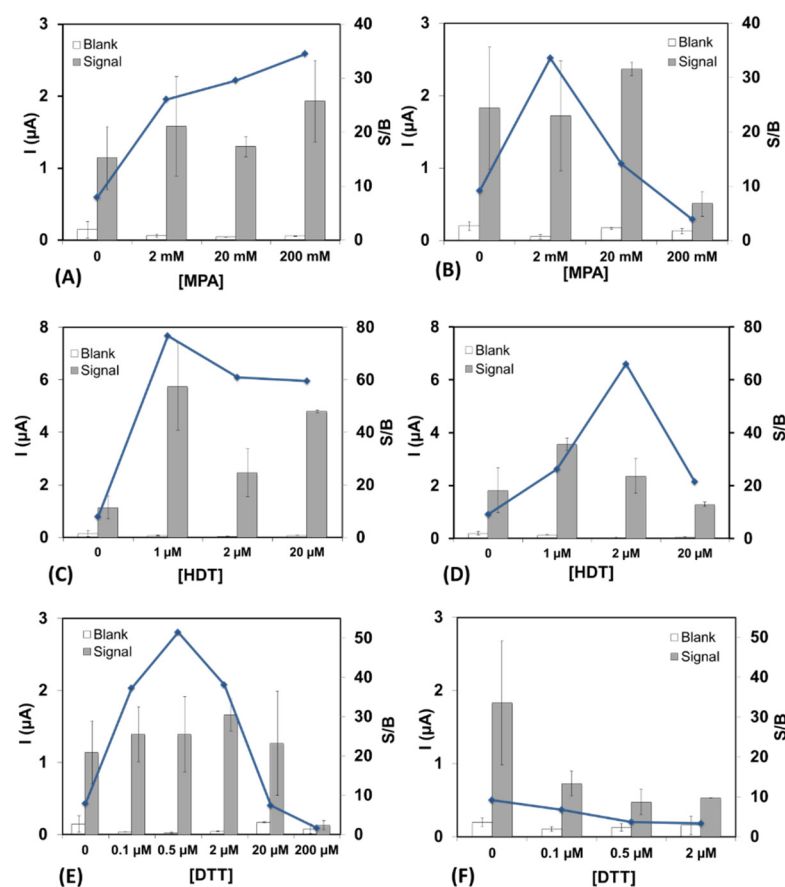 3
2
1
0
I (µA)
Blank
Signal
40
30
20
10
0
S/B
0 2 mM 20 mM 200 mM
(A) [MPA]
3
2
1
0
I (µA)
Blank
Signal
40
30
20
10
0
S/B
0 2 mM 20 mM 200 mM
(B) [MPA]
8
6
4
2
0
I (µA)
Blank
Signal
80
60
40
20
0
S/B
0 1 µM 2 µM 20 µM
(C) [HDT]
8
6
4
2
0
I (µA)
Blank
Signal
80
60
40
20
0
S/B
0 1 µM 2 µM 20 µM
(D) [HDT]
3
2
1
0
I (µA)
Blank
Signal
50
40
30
20
10
0
S/B
0 0.1 µM 0.5 µM 2 µM 20 µM 200 µM
(E) [DTT]
3
2
1
0
I (µA)
Blank
Signal
50
40
30
20
10
0
S/B
0 0.1 µM 0.5 µM 2 µM
(F) [DTT]